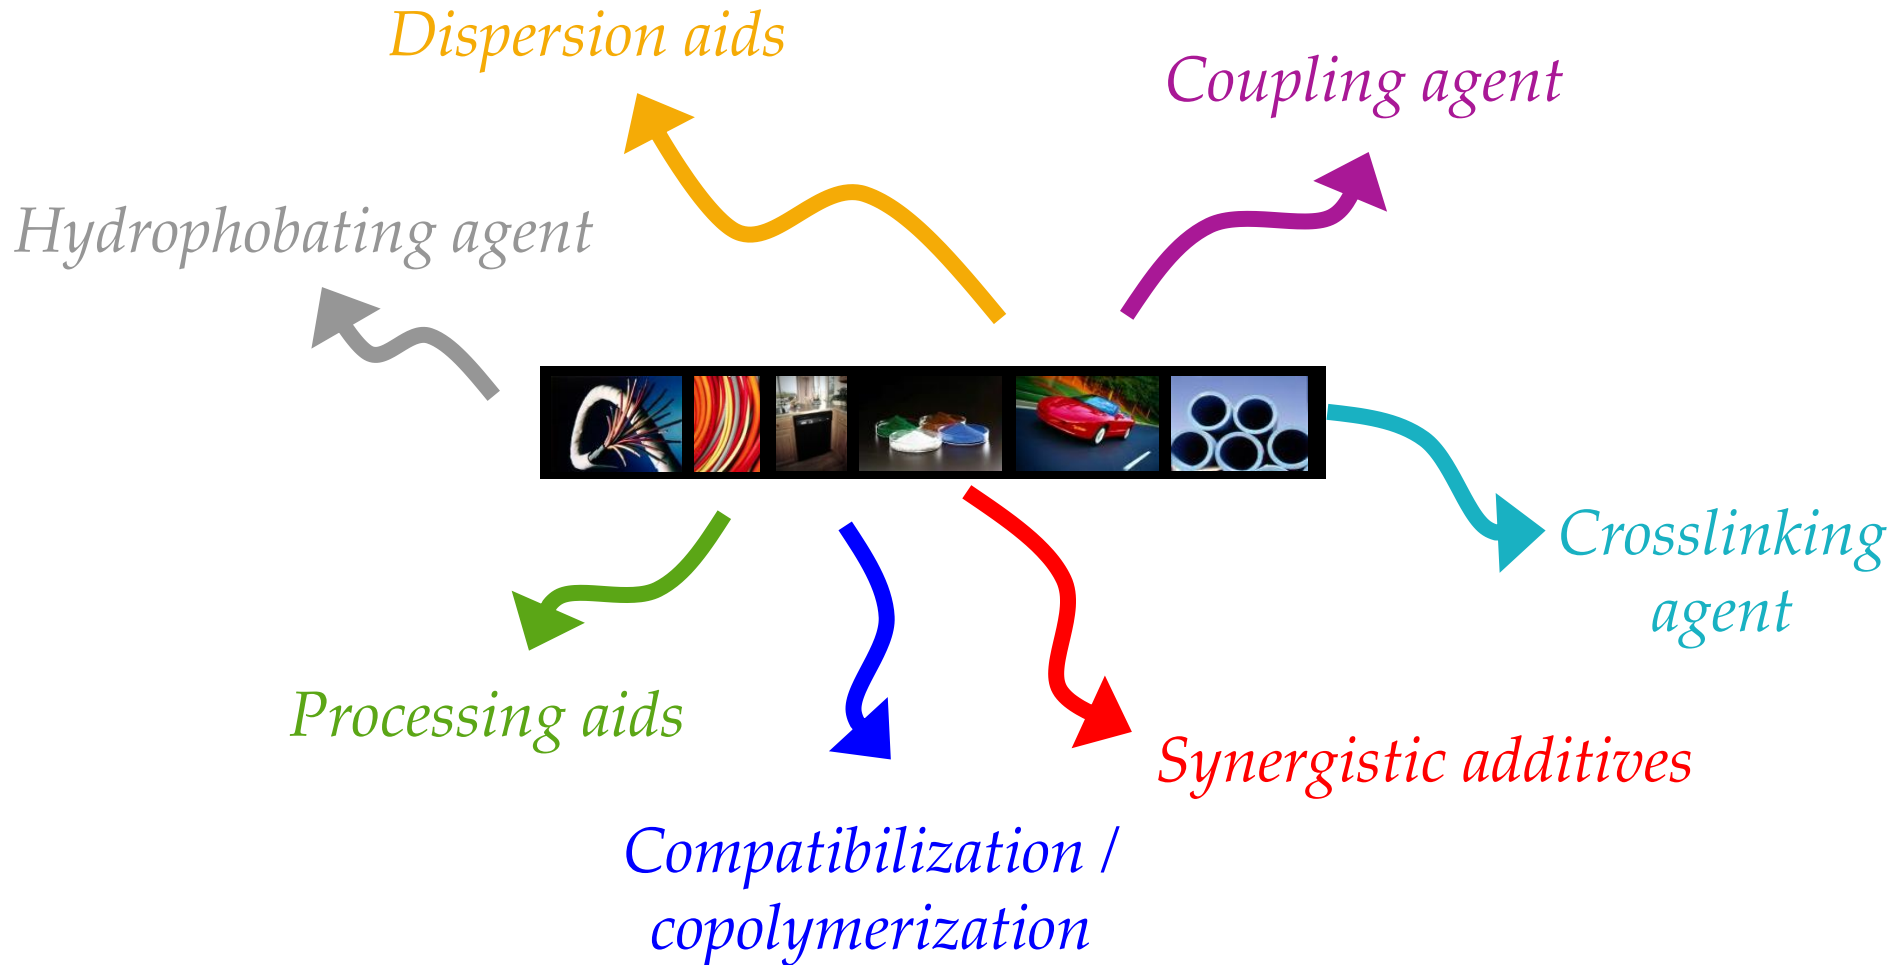 Dispersion aids
Coupling agent
Hydrophobating agent
Crosslinking
agent
Processing aids
Synergistic additives
Compatibilization /
copolymerization